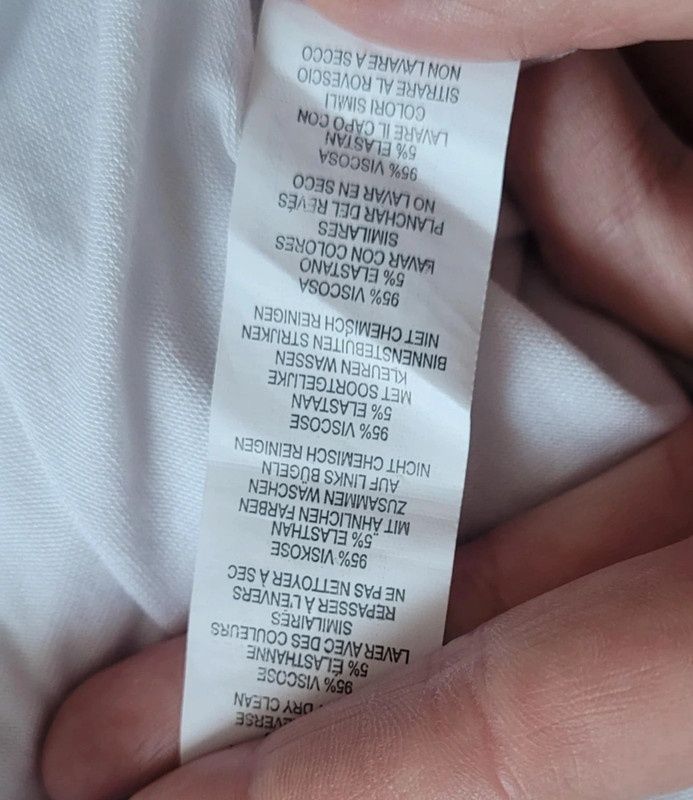 DRY CLEAN
95% VISCOSE
5% ÉLASTHANNE
LAVER AVEC DES COULEURS
SIMILAIRES
REPASSER À L'ENVERS
NE PAS NETTOYER À SEC
95% VISKOSE
5% ELASTHAN
MIT ÄHNLICHEN FARBEN
ZUSAMMEN WASCHEN
AUF LINKS BÜGELN
NICHT CHEMISCH REINIGEN
95% VISCOSE
5% ELASTAAN
MET SOORTGELIJKE
KLEUREN WASSEN
BINNENSTEBUITEN STRIJKEN
NIET CHEMISCH REINIGEN
95% VISCOSA
5% ELASTANO
LAVAR CON COLORES
SIMILARES
PLANCHAR DEL REVÉS
NO LAVAR EN SECO
95% VISCOSA
5% ELASTAN
LAVARE IL CAPO CON
COLORI SIMILI
SITRARE AL ROVESCIO
NON LAVARE A SECCO